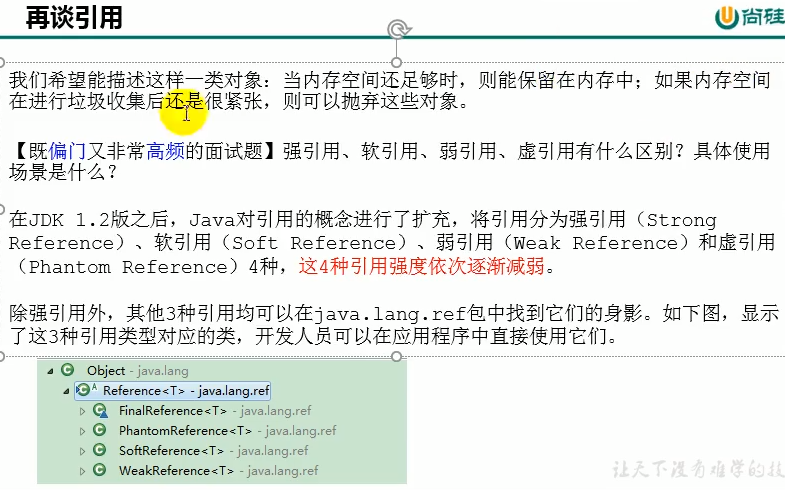 再谈引用
尚硅
我们希望能描述这样一类对象：当内存空间还足够时，则能保留在内存中；如果内存空间
在进行垃圾收集后还是很紧张，则可以抛弃这些对象。
【既偏门又非常高频的面试题】强引用、软引用、弱引用、虚引用有什么区别？具体使用
场景是什么？
在JDK 1.2版之后，Java对引用的概念进行了扩充，将引用分为强引用（Strong
Reference）、软引用（Soft Reference）、弱引用（Weak Reference）和虚引用
（Phantom Reference）4种，这4种引用强度依次逐渐减弱。
除强引用外，其他3种引用均可以在java.lang.ref包中找到它们的身影。如下图，显示
了这3种引用类型对应的类，开发人员可以在应用程序中直接使用它们。
Object - java.lang
Reference<T> - java.lang.ref
FinalReference<T> - java.lang.ref
PhantomReference<T> - java.lang.ref
SoftReference<T> - java.lang.ref
WeakReference<T> - java.lang.ref
让天下没有难学的技